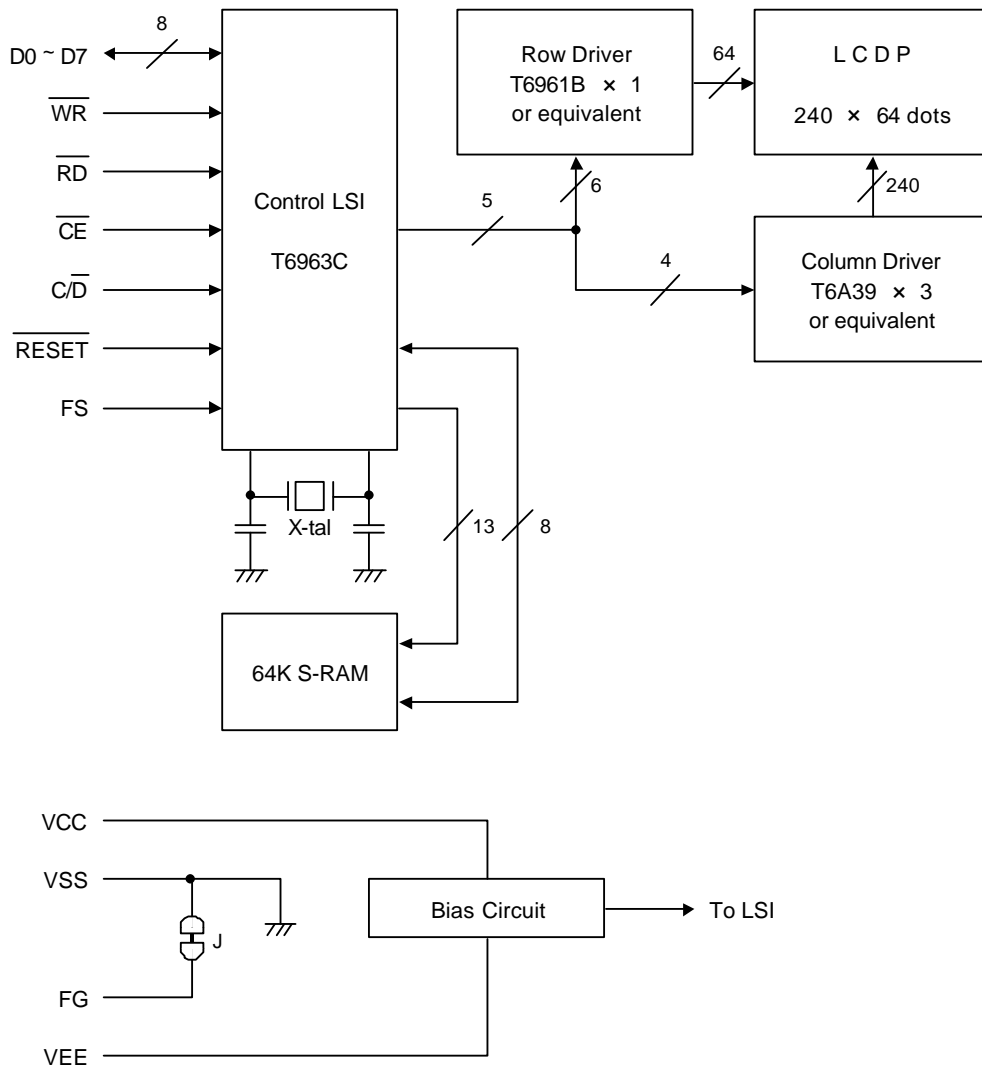 D0 ~ D7
8
WR
RD
CE
C/D
RESET
FS
Control LSI
T6963C
5
6
4
Row Driver
T6961B × 1
or equivalent
64
L C D P
240 × 64 dots
240
Column Driver
T6A39 × 3
or equivalent
X-tal
13
8
64K S-RAM
VCC
VSS
J
FG
VEE
Bias Circuit
To LSI